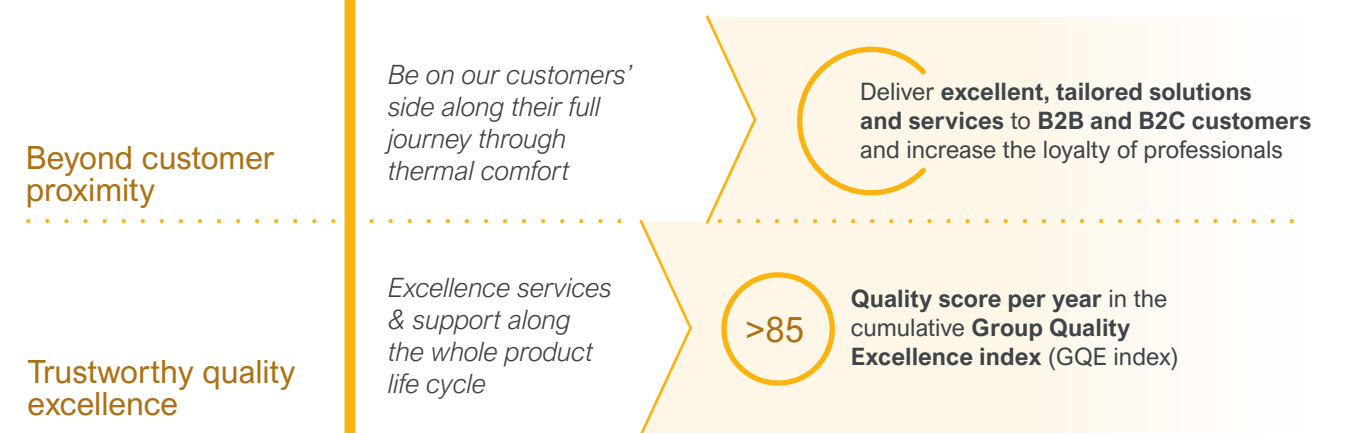 Beyond customer
proximity
Be on our customers’
side along their full
journey through
thermal comfort
Deliver excellent, tailored solutions
and services to B2B and B2C customers
and increase the loyalty of professionals
Trustworthy quality
excellence
Excellence services
& support along
the whole product
life cycle
>85
Quality score per year in the
cumulative Group Quality
Excellence index (GQE index)